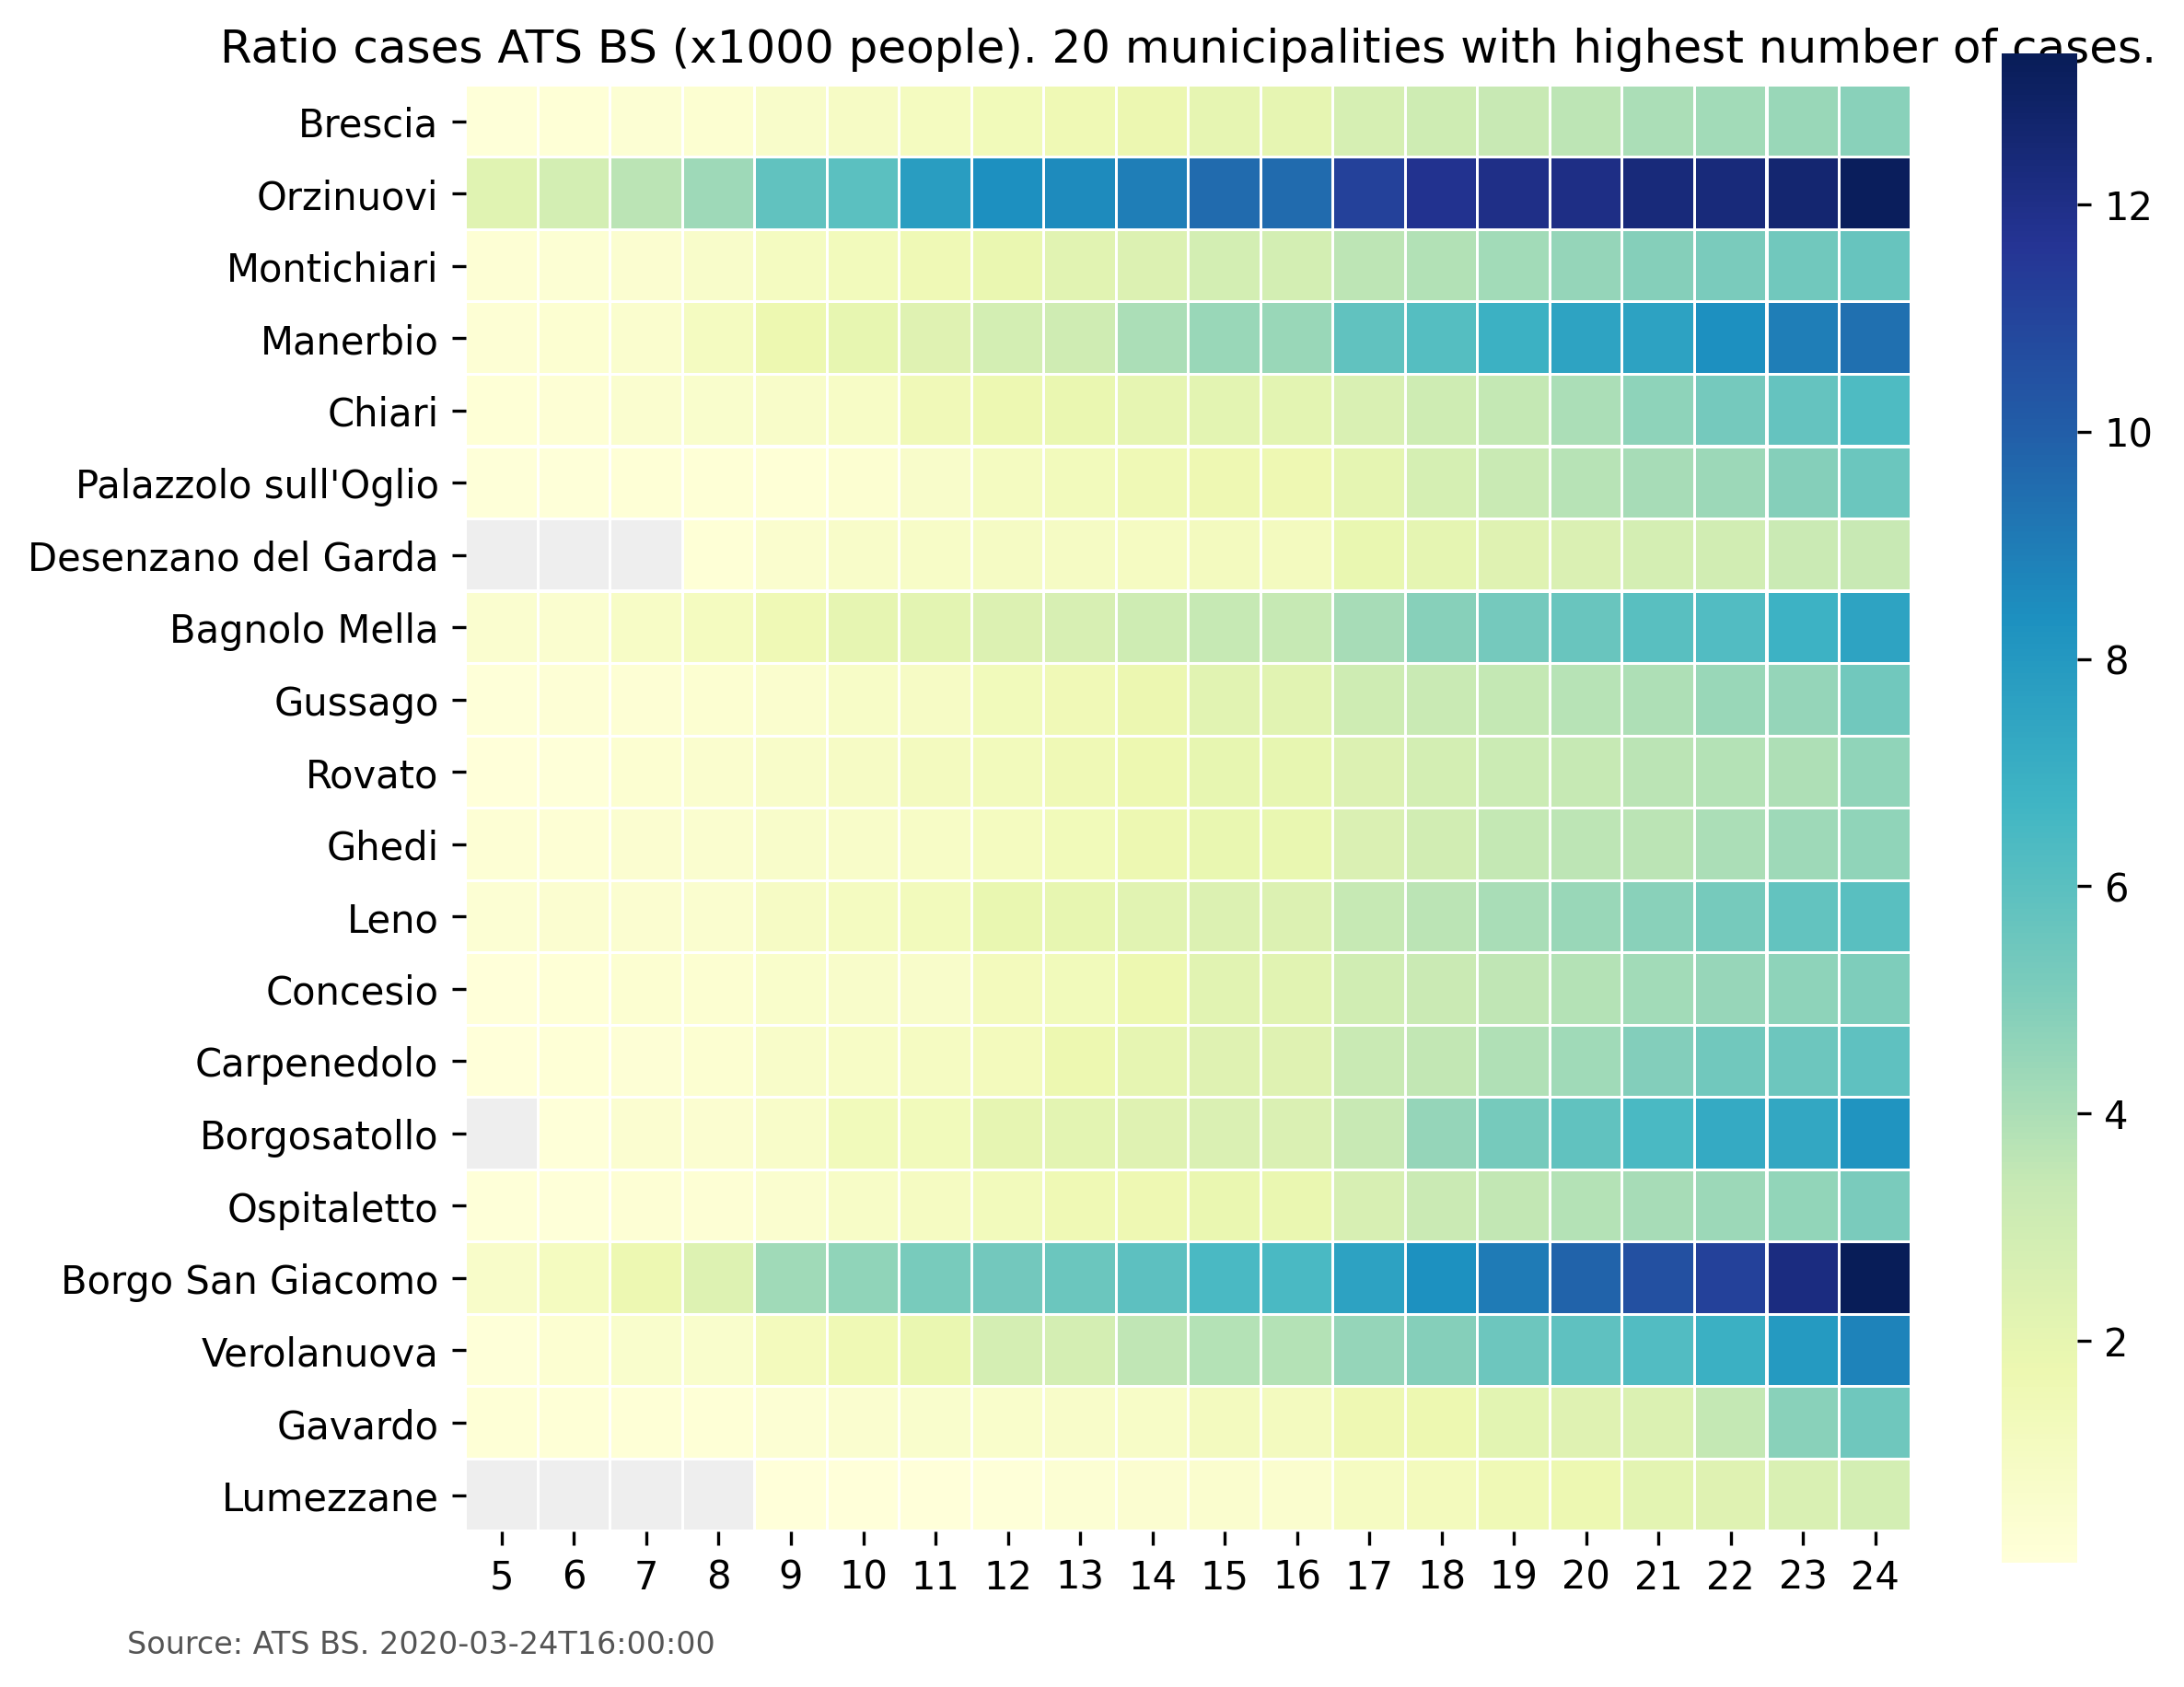 Ratio cases ATS BS (x1000 people). 20 municipalities with highest number of cases.
Brescia
Orzinuovi
Montichiari
Manerbio
Chiari
Palazzolo sull'Oglio
Desenzano del Garda
Bagnolo Mella
Gussago
Rovato
Ghedi
Leno
Concesio
Carpenedolo
Borgosatollo
Ospitaletto
Borgo San Giacomo
Verolanuova
Gavardo
Lumezzane
5 6 7 8 9 10 11 12 13 14 15 16 17 18 19 20 21 22 23 24
12
10
8
6
4
2
Source: ATS BS. 2020-03-24T16:00:00